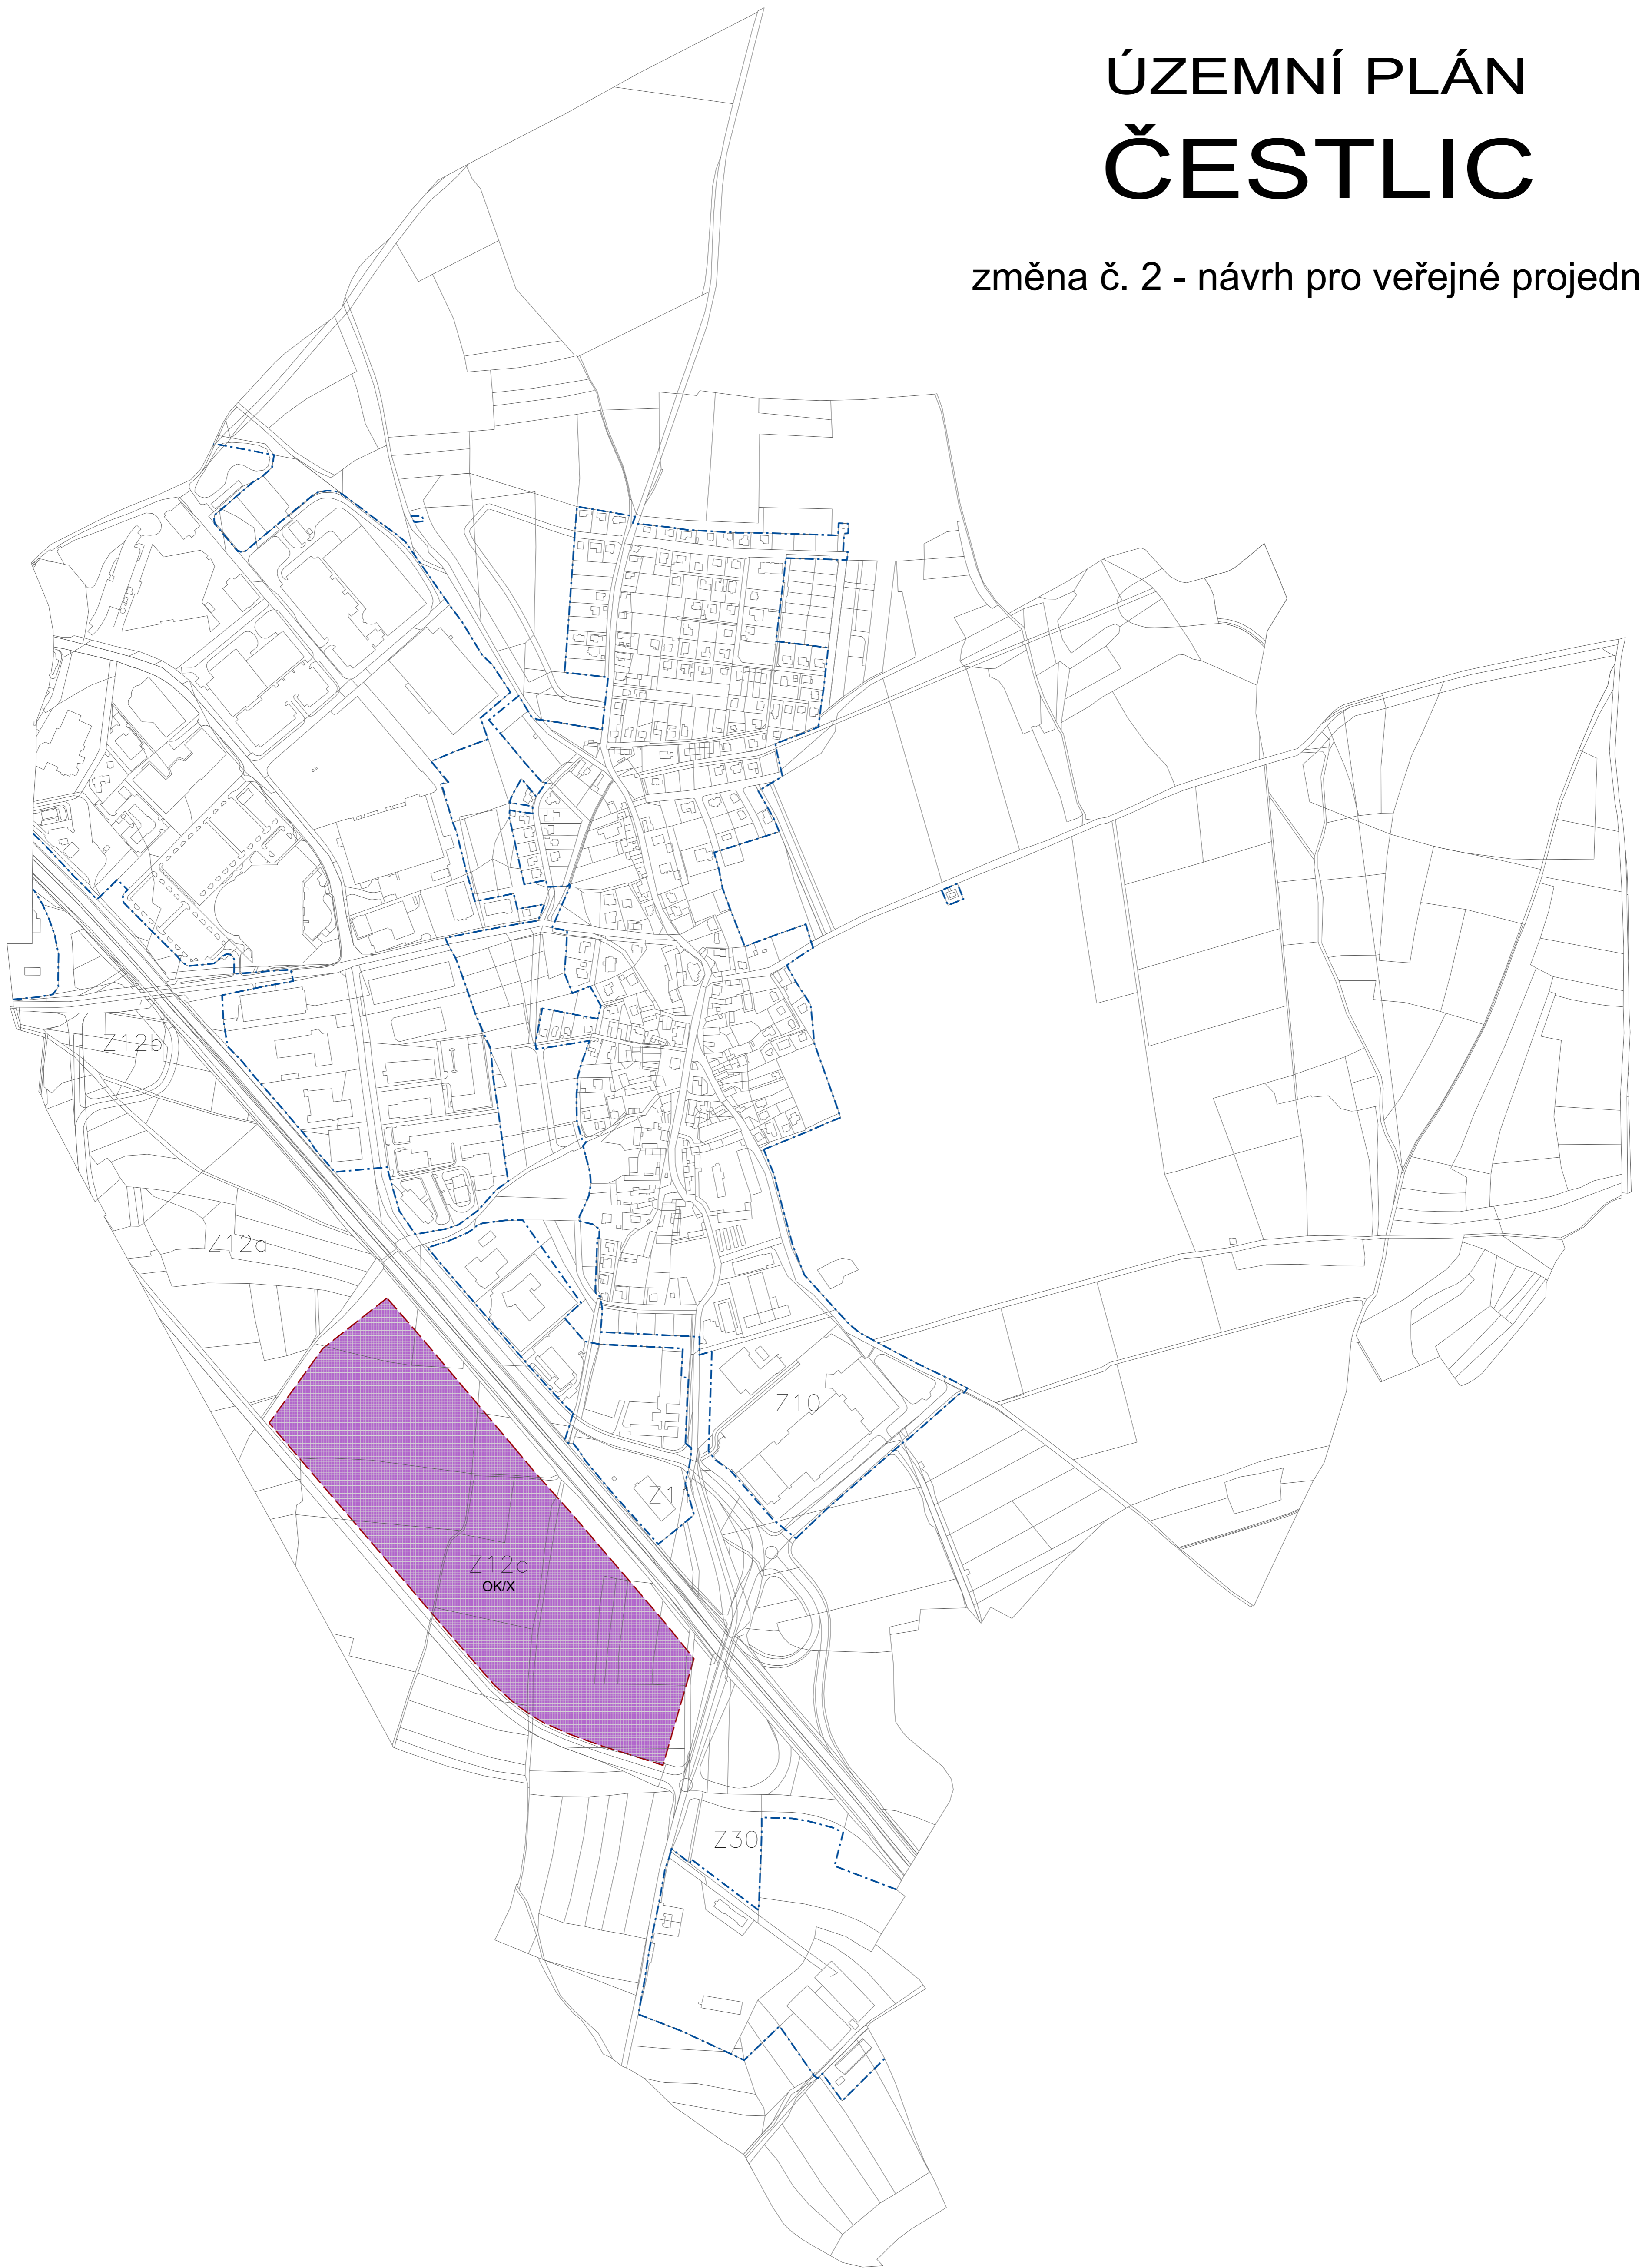 ÚZEMNÍ PLÁN
ČESTLIC
změna č. 2 - návrh pro veřejné projedn
Z12b
Z12a
Z10
Z1
Z12c
OK/X
Z30